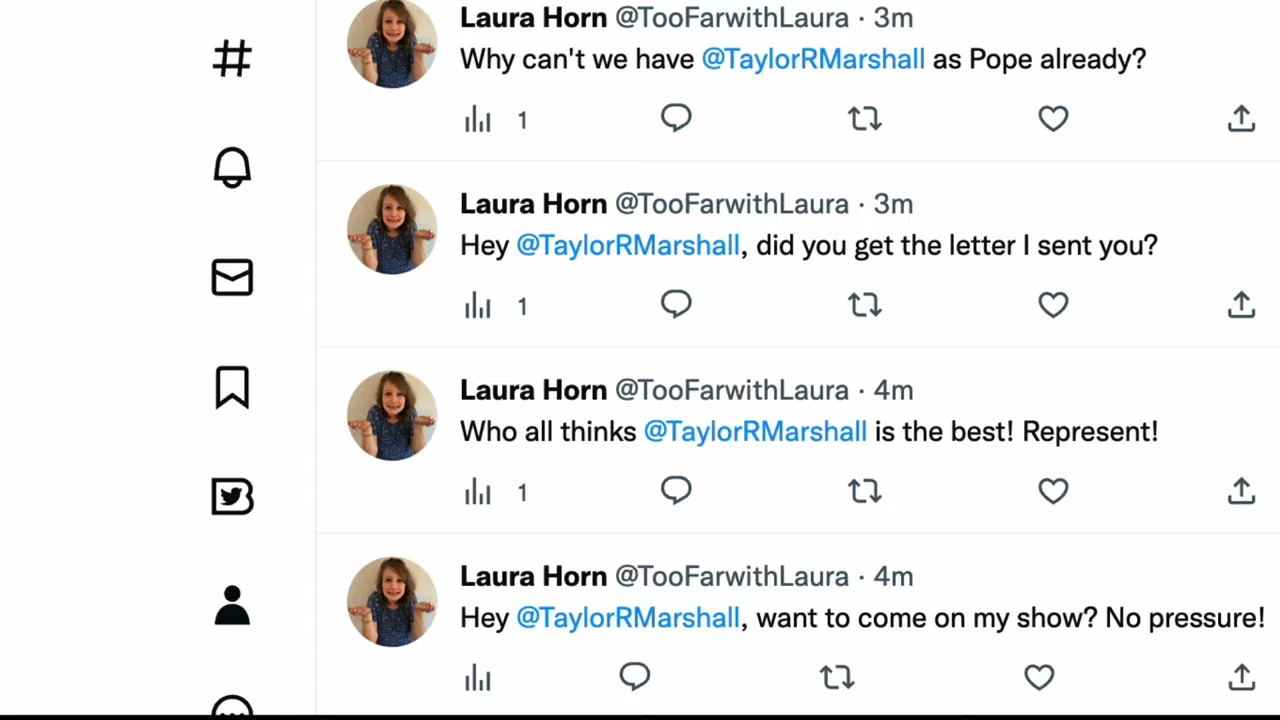 Laura Horn @TooFarwithLaura · 3m
Why can't we have @TaylorRMarshall as Pope already?
1
Laura Horn @TooFarwithLaura · 3m
Hey @TaylorRMarshall, did you get the letter I sent you?
1
Laura Horn @TooFarwithLaura · 4m
Who all thinks @TaylorRMarshall is the best! Represent!
1
Laura Horn @TooFarwithLaura · 4m
Hey @TaylorRMarshall, want to come on my show? No pressure!